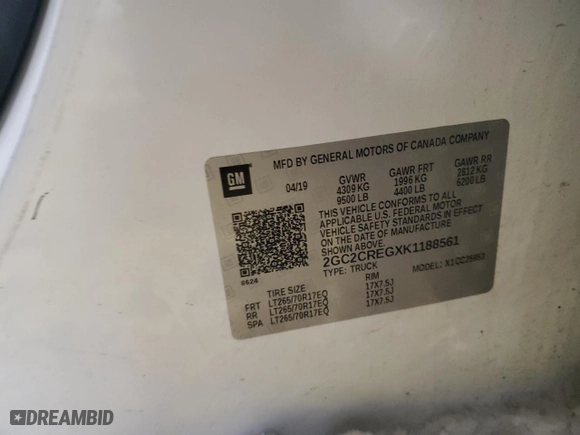 MFD BY GENERAL MOTORS OF CANADA COMPANY
GM
04/19 GVWR GAWR FRT GAWR RR
4309 KG 1996 KG 2812 KG
9500 LB 4400 LB 6200 LB
THIS VEHICLE CONFORMS TO ALL
APPLICABLE U.S. FEDERAL MOTOR
VEHICLE SAFETY STANDARDS IN EFFECT
ON THE DATE OF MANUFACTURE
SHOWN ABOVE.
2GC2CREGXK1188561
TYPE: TRUCK MODEL:
0524
TIRE SIZE RIM
FRT LT265/70R17EQ 17X7.5J
RR LT265/70R17EQ 17X7.5J
SPA LT265/70R17EQ 17X7.5J
DREAMBID